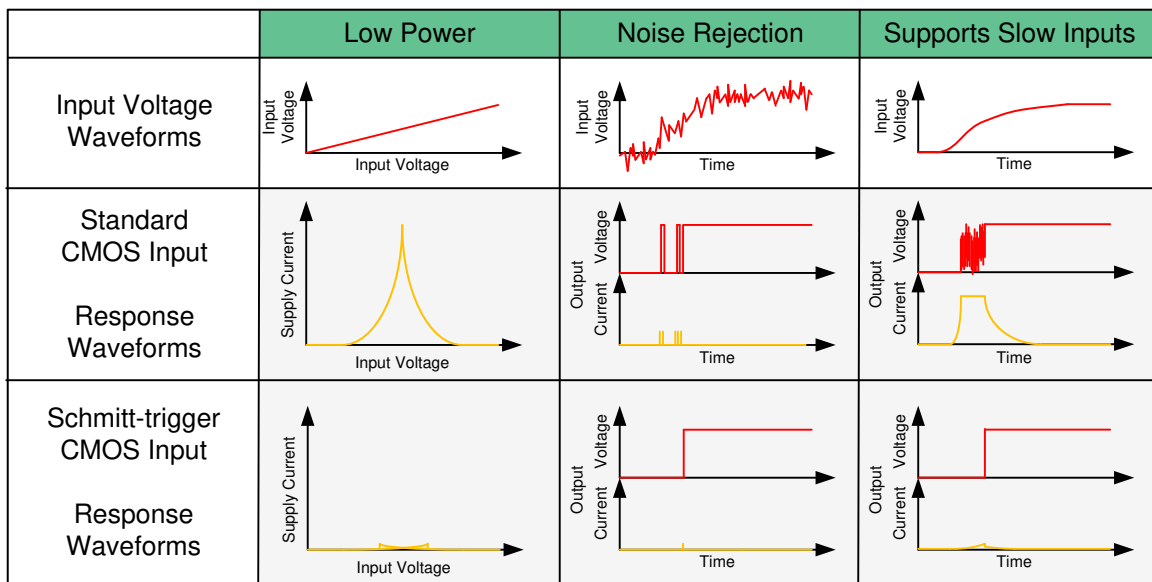 Low Power
Noise Rejection
Supports Slow Inputs
Input Voltage
Waveforms
Input
Voltage
Input Voltage
Input
Voltage
Time
Input
Voltage
Time
Standard
CMOS Input
Response
Waveforms
Supply Current
Input Voltage
Output
Voltage
Current
Time
Output
Voltage
Current
Time
Schmitt-trigger
CMOS Input
Response
Waveforms
Supply Current
Input Voltage
Output
Voltage
Current
Time
Output
Voltage
Current
Time